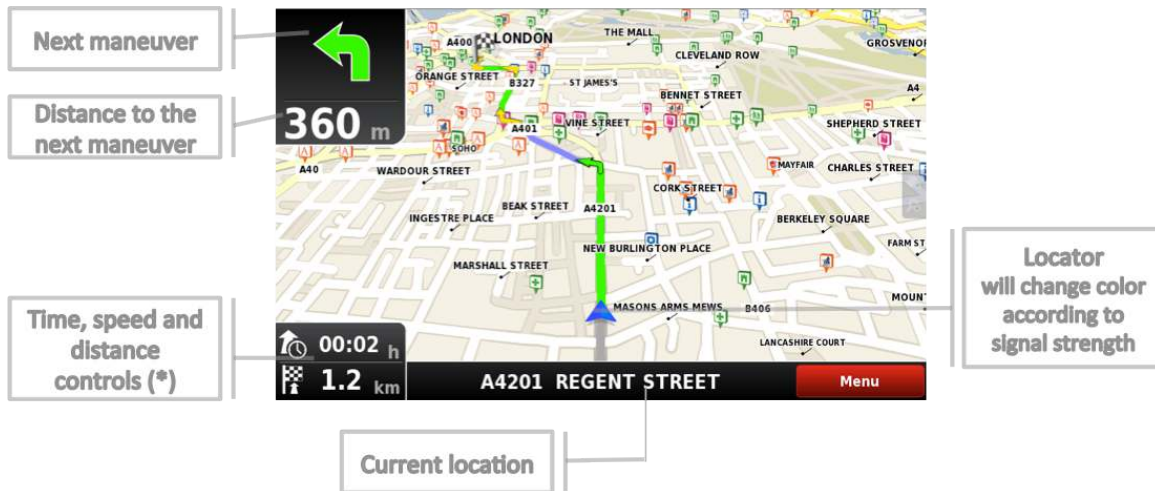 Next maneuver
Distance to the
next maneuver
360 m
A400
LONDON
THE MALL
CLEVELAND ROW
GROSVENOR
ORANGE STREET
B327
ST JAMES'S
BENNET STREET
A4
A401
VINE STREET
SHEPHERD STREET
SOHO
A40
WARDOUR STREET
MAYFAIR
CHARLES STREET
CORK STREET
INGESTRE PLACE
BEAK STREET
A4201
BERKELEY SQUARE
NEW BURLINGTON PLACE
FARM ST
MARSHALL STREET
MOUNT
MASONS ARMS MEWS
B406
LANCASHIRE COURT
Time, speed and
distance
controls (*)
00:02 h
1.2 km
A4201 REGENT STREET
Menu
Locator
will change color
according to
signal strength
Current location